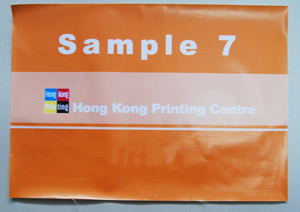 Sample 7
Hong Kong
Printing
Hong Kong Printing Centre